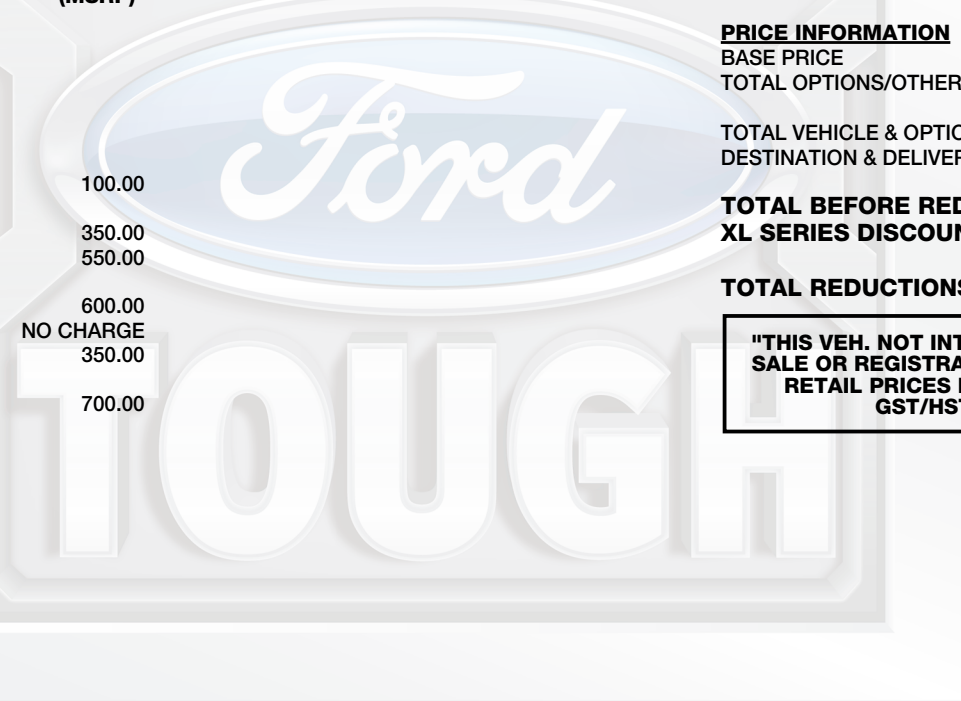 (MSRP)
100.00
350.00
550.00
600.00
NO CHARGE
350.00
700.00
Ford
TOUGH
PRICE INFORMATION
BASE PRICE
TOTAL OPTIONS/OTHER
TOTAL VEHICLE & OPTIO
DESTINATION & DELIVER
TOTAL BEFORE RED
XL SERIES DISCOUN
TOTAL REDUCTIONS
"THIS VEH. NOT INT
SALE OR REGISTRA
RETAIL PRICES
GST/HST